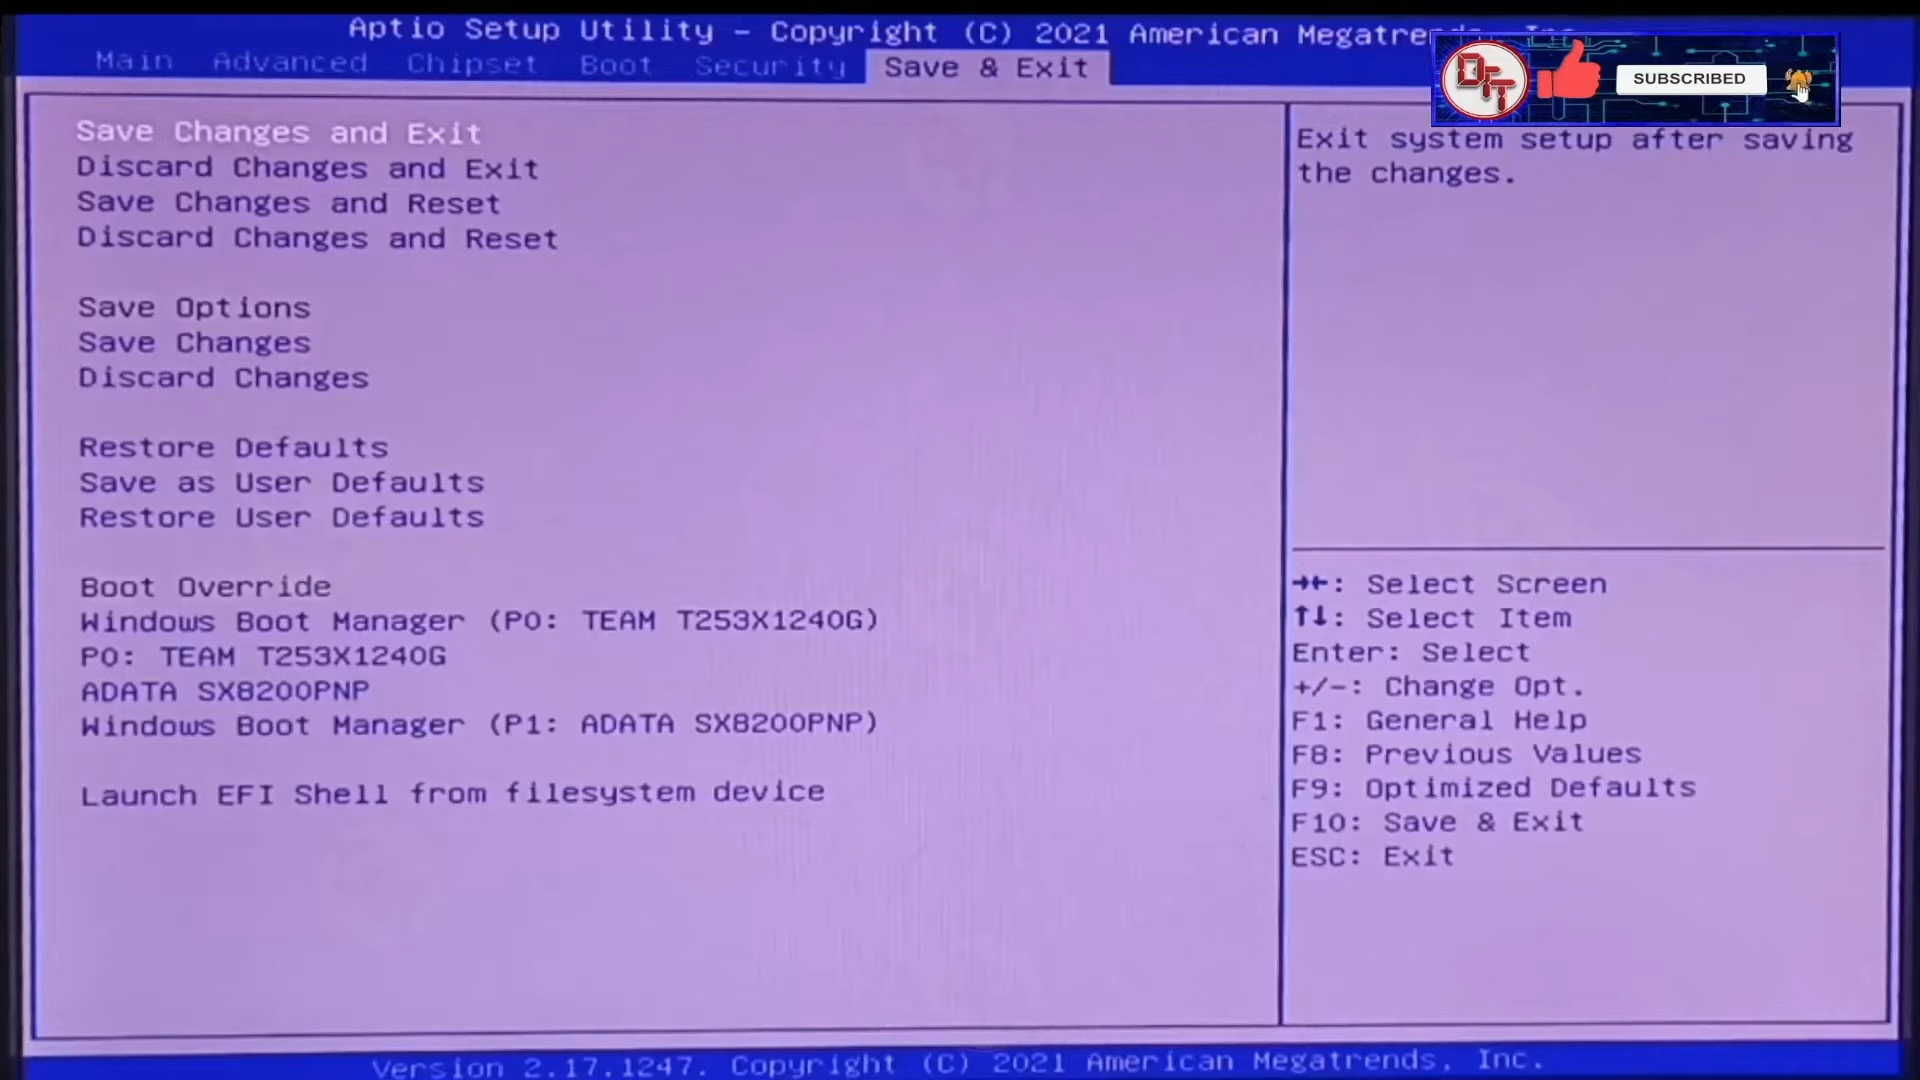 Aptio Setup Utility – Copyright (C) 2021 American Megatrends, Inc.
Main Advanced Chipset Boot Security Save & Exit
DTT
SUBSCRIBED
Save Changes and Exit
Discard Changes and Exit
Save Changes and Reset
Discard Changes and Reset
Save Options
Save Changes
Discard Changes
Restore Defaults
Save as User Defaults
Restore User Defaults
Boot Override
Windows Boot Manager (P0: TEAM T253X1240G)
P0: TEAM T253X1240G
ADATA SX8200PNP
Windows Boot Manager (P1: ADATA SX8200PNP)
Launch EFI Shell from filesystem device
Exit system setup after saving
the changes.
→←: Select Screen
↑↓: Select Item
Enter: Select
+/-: Change Opt.
F1: General Help
F8: Previous Values
F9: Optimized Defaults
F10: Save & Exit
ESC: Exit
Version 2.17.1247. Copyright (C) 2021 American Megatrends, Inc.